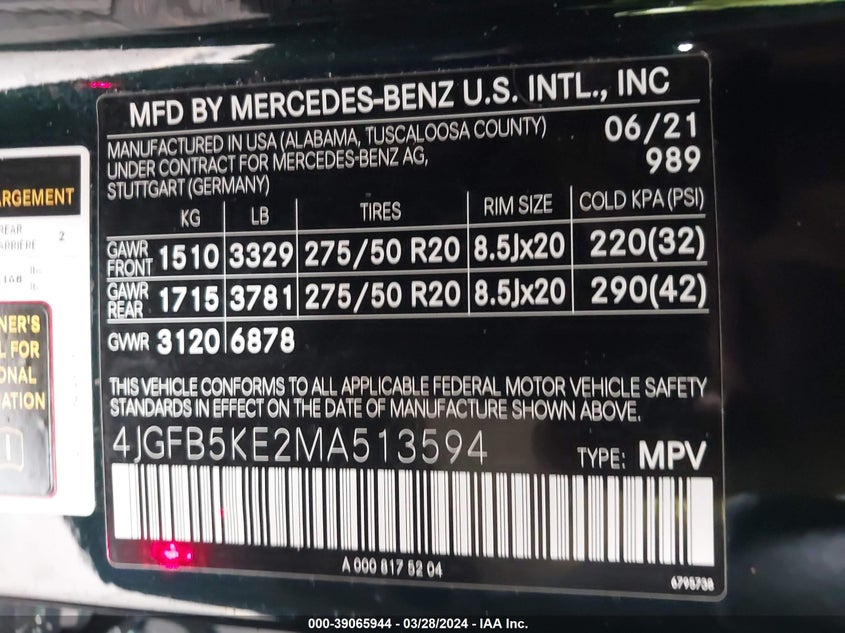 MFD BY MERCEDES-BENZ U.S. INTL., INC
MANUFACTURED IN USA (ALABAMA, TUSCALOOSA COUNTY)
UNDER CONTRACT FOR MERCEDES-BENZ AG,
STUTTGART (GERMANY)
06/21
989
KG LB TIRES RIM SIZE COLD KPA (PSI)
GAWR FRONT 1510 3329 275/50 R20 8.5Jx20 220(32)
GAWR REAR 1715 3781 275/50 R20 8.5Jx20 290(42)
GVWR 3120 6878
THIS VEHICLE CONFORMS TO ALL APPLICABLE FEDERAL MOTOR VEHICLE SAFETY
STANDARDS IN EFFECT ON THE DATE OF MANUFACTURE SHOWN ABOVE.
4JGFB5KE2MA513594 TYPE: MPV
A 000 817 52 04
6795738
REAR
2
000-39065944 - 03/28/2024 - IAA Inc.